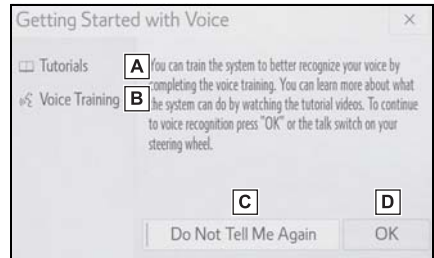 Getting Started with Voice
×
Tutorials
A
Voice Training
B
You can train the system to better recognize your voice by
completing the voice training. You can learn more about what
the system can do by watching the tutorial videos. To continue
to voice recognition press "OK" or the talk switch on your
steering wheel.
C
D
Do Not Tell Me Again
OK